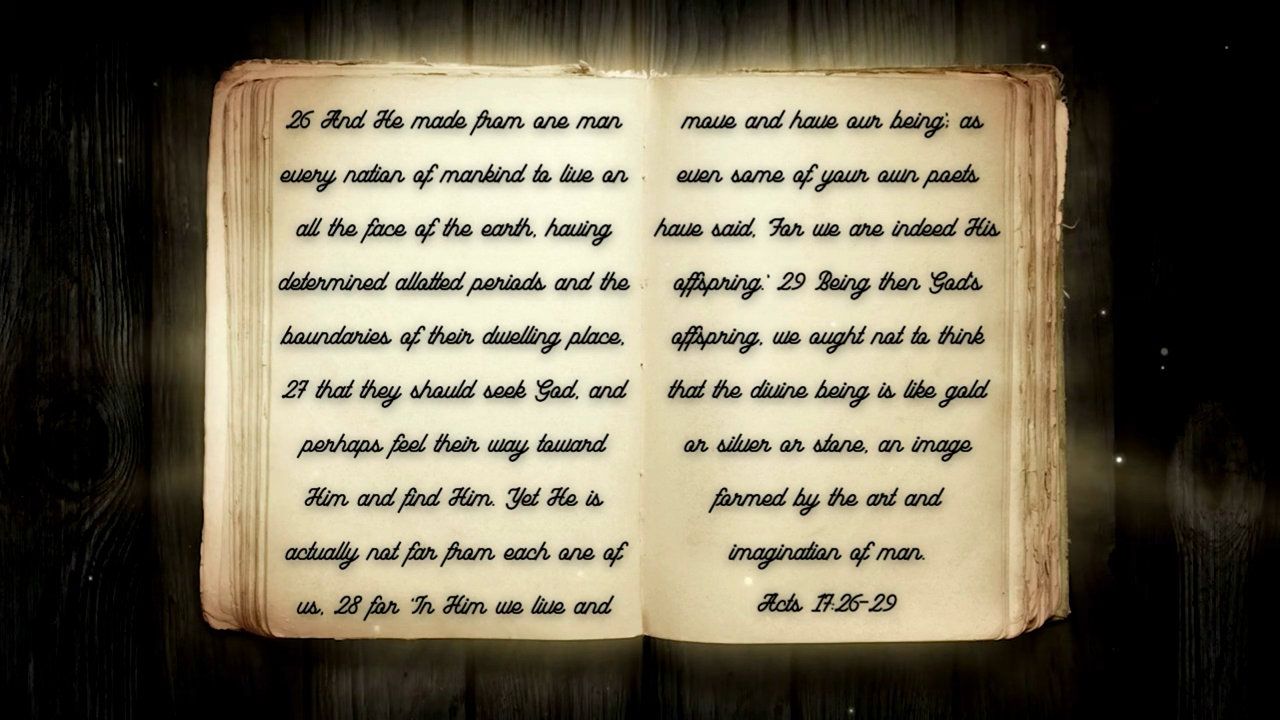 26 And He made from one man
every nation of mankind to live on
all the face of the earth, having
determined allotted periods and the
boundaries of their dwelling place,
27 that they should seek God, and
perhaps feel their way toward
Him and find Him. Yet He is
actually not far from each one of
us, 28 for 'In Him we live and
move and have our being'; as
even some of your own poets
have said, 'For we are indeed His
offspring.' 29 Being then God's
offspring, we ought not to think
that the divine being is like gold
or silver or stone, an image
formed by the art and
imagination of man.
Acts 17:26-29